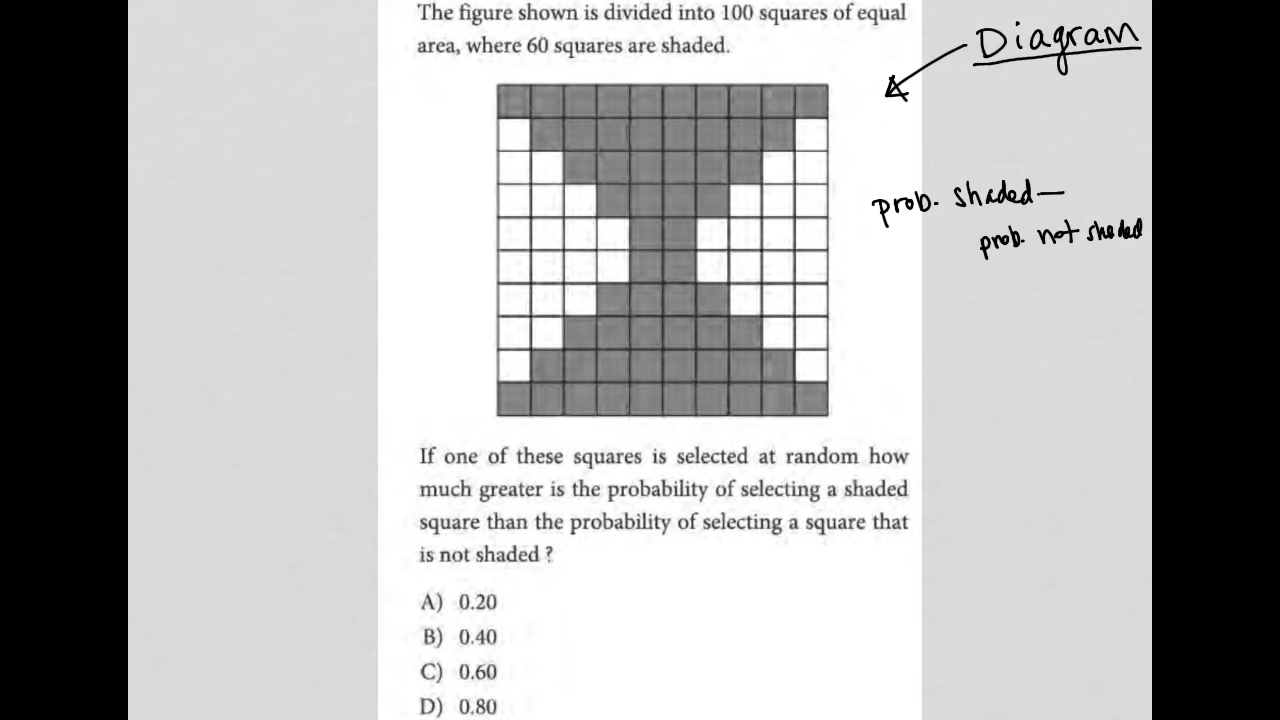 The figure shown is divided into 100 squares of equal
area, where 60 squares are shaded.
Diagram
prob. shaded—
prob. not shaded
If one of these squares is selected at random how
much greater is the probability of selecting a shaded
square than the probability of selecting a square that
is not shaded ?
A) 0.20
B) 0.40
C) 0.60
D) 0.80